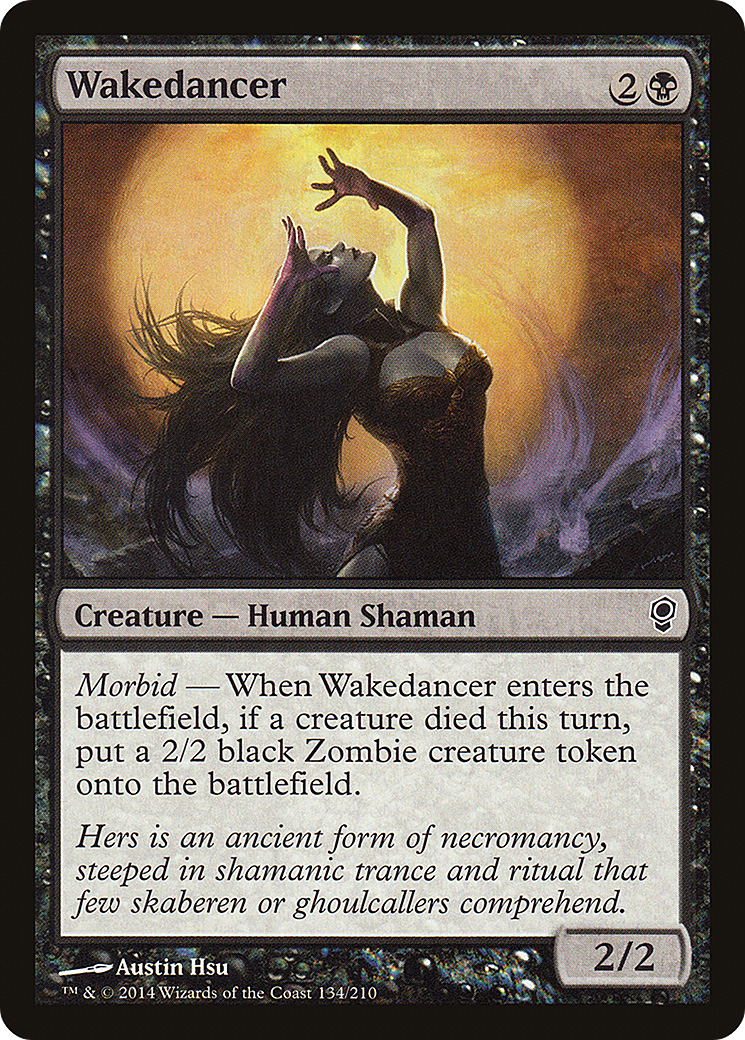 Wakedancer 2
Creature — Human Shaman
Morbid — When Wakedancer enters the
battlefield, if a creature died this turn,
put a 2/2 black Zombie creature token
onto the battlefield.
Hers is an ancient form of necromancy,
steeped in shamanic trance and ritual that
few skaberen or ghoulcallers comprehend.
2/2
Austin Hsu
™ & © 2014 Wizards of the Coast 134/210